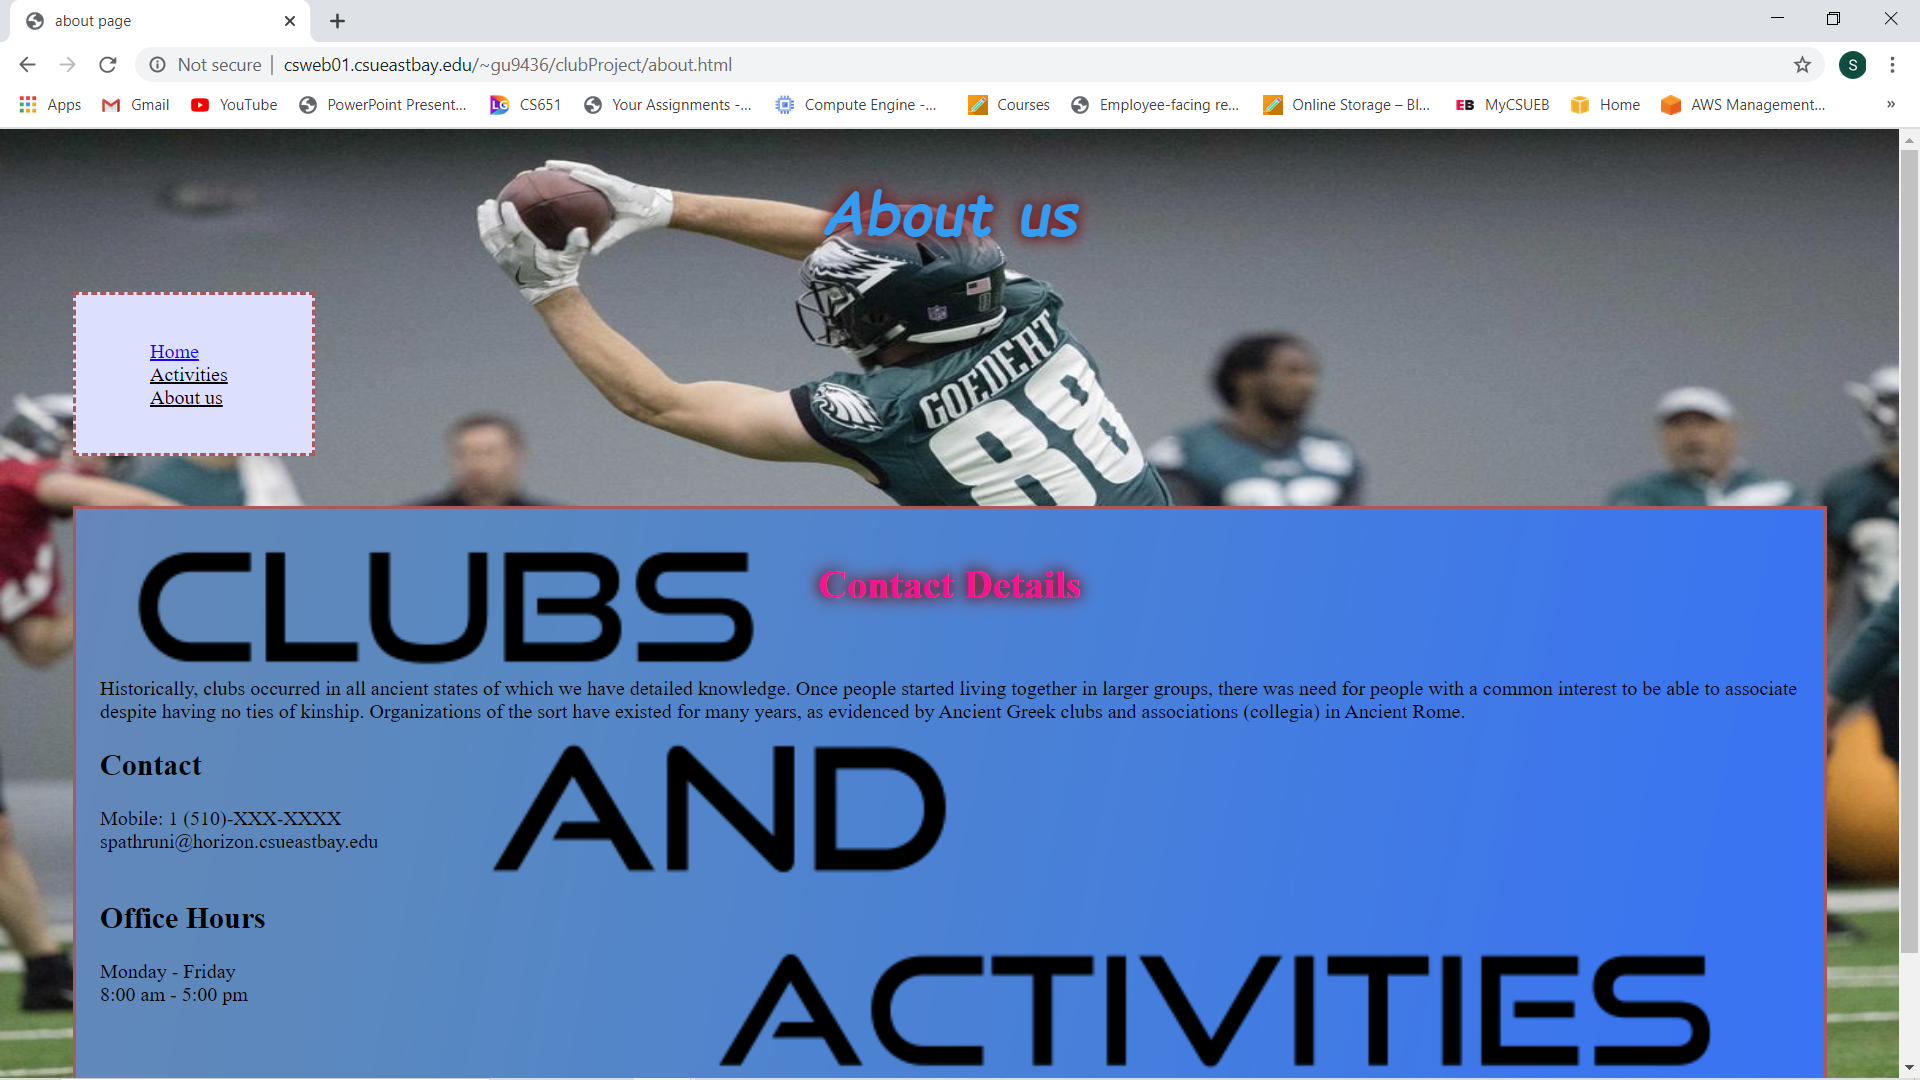 about page
Not secure | csweb01.csueastbay.edu/~gu9436/clubProject/about.html
S
Apps Gmail YouTube PowerPoint Present... LG CS651 Your Assignments -... Compute Engine -... Courses Employee-facing re... Online Storage – Bl... EB MyCSUEB Home AWS Management... »
About us
GOEDERT
88
Home
Activities
About us
CLUBS
Contact Details
Historically, clubs occurred in all ancient states of which we have detailed knowledge. Once people started living together in larger groups, there was need for people with a common interest to be able to associate
despite having no ties of kinship. Organizations of the sort have existed for many years, as evidenced by Ancient Greek clubs and associations (collegia) in Ancient Rome.
Contact
AND
Mobile: 1 (510)-XXX-XXXX
spathruni@horizon.csueastbay.edu
Office Hours
Monday - Friday
8:00 am - 5:00 pm
ACTIVITIES